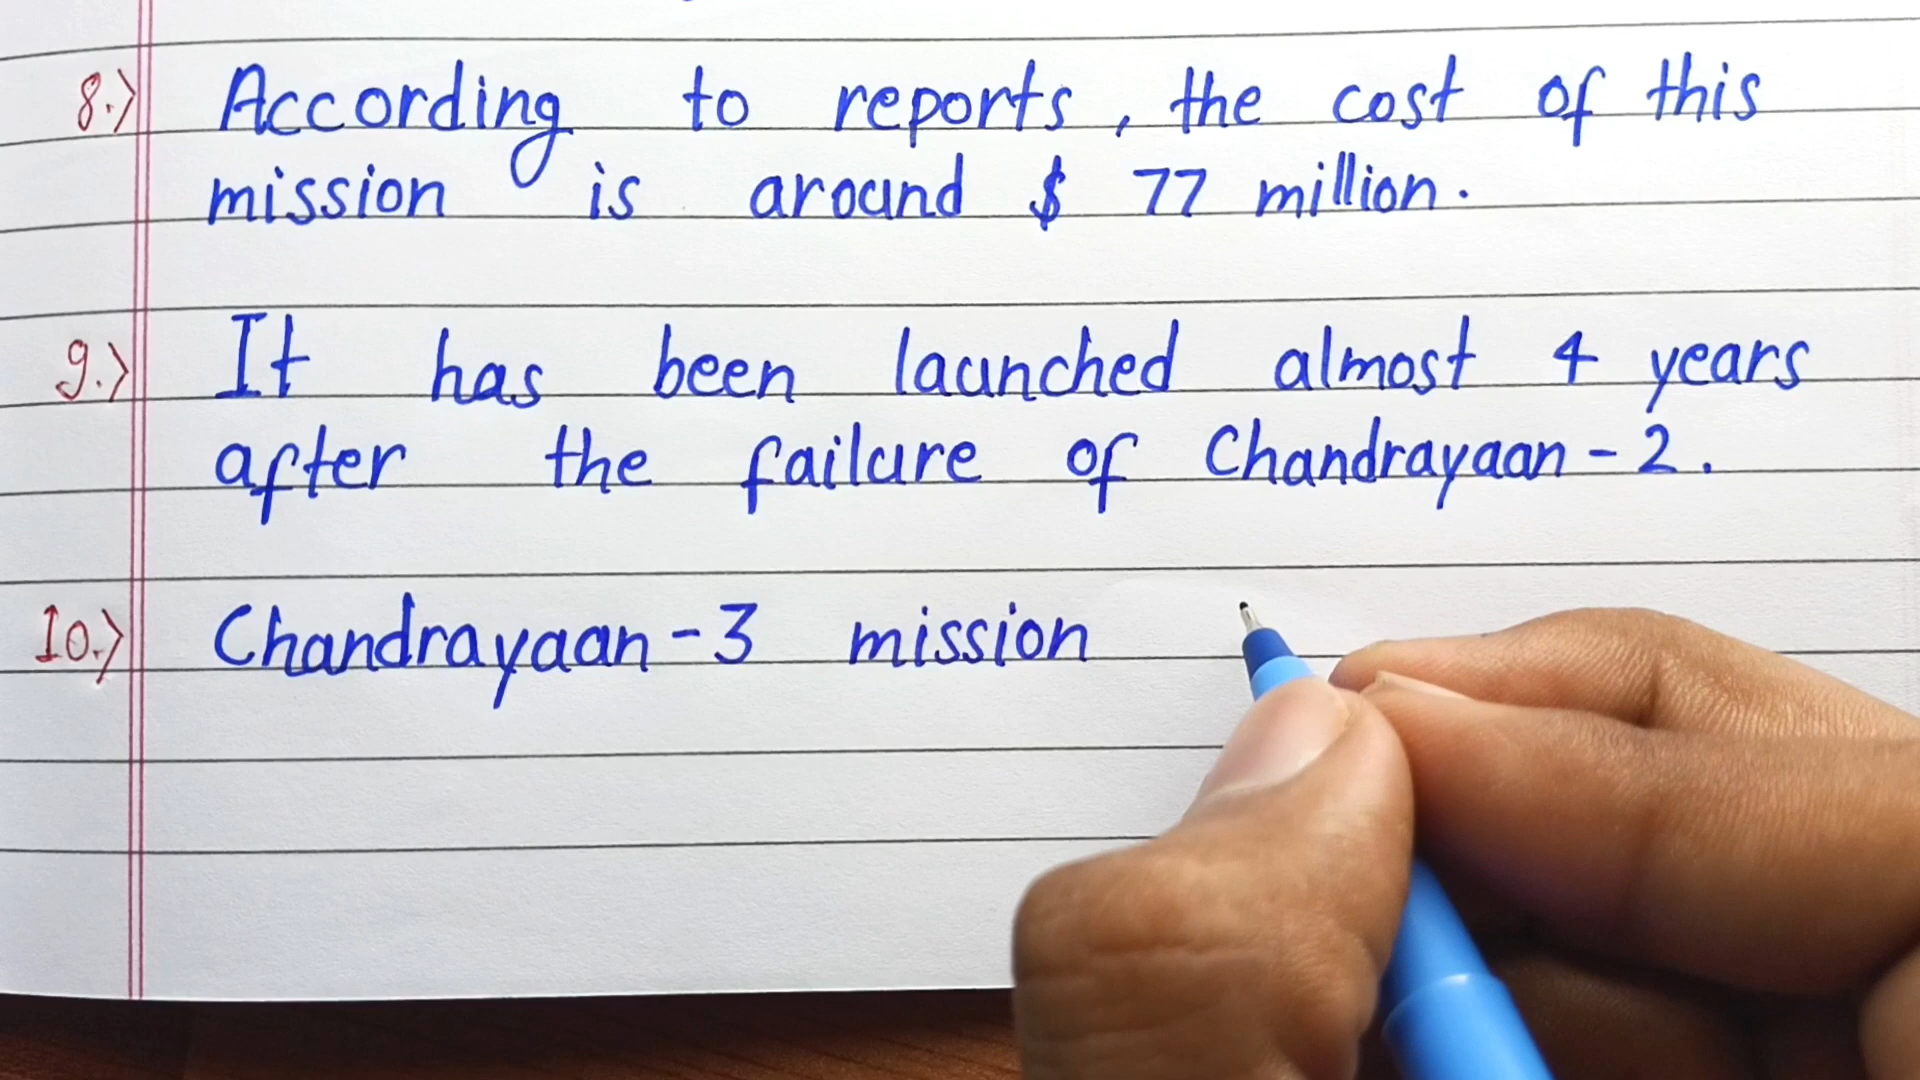 8.) According to reports, the cost of this
mission is around $ 77 million.
9.) It has been launched almost 4 years
after the failure of Chandrayaan-2.
10.) Chandrayaan-3 mission